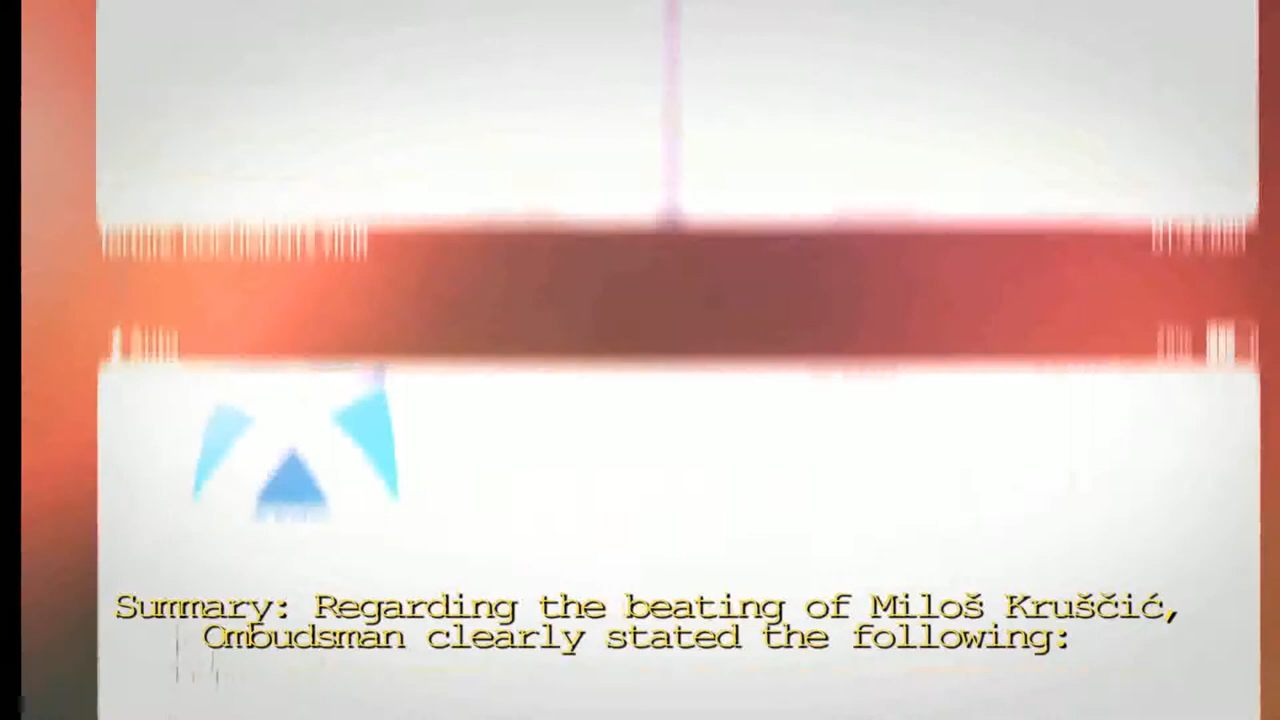 Summary: Regarding the beating of Miloš Kruščić,
Ombudsman clearly stated the following: